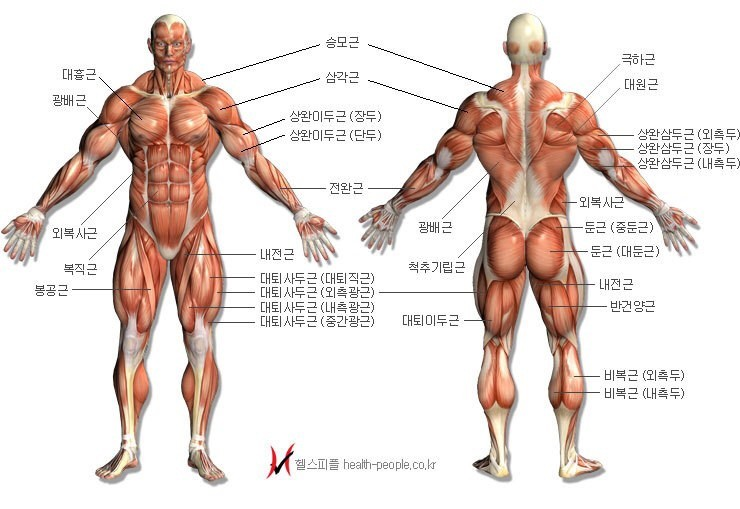 승모근
대흉근
삼각근
광배근
상완이두근 (장두)
상완이두근 (단두)
전완근
외복사근
복직근
봉공근
내전근
대퇴사두근 (대퇴직근)
대퇴사두근 (외측광근)
대퇴사두근 (내측광근)
대퇴사두근 (중간광근)
극하근
대원근
상완삼두근 (외측두)
상완삼두근 (장두)
상완삼두근 (내측두)
외복사근
광배근
둔근 (중둔근)
둔근 (대둔근)
척추기립근
내전근
반건양근
대퇴이두근
비복근 (외측두)
비복근 (내측두)
헬스피플 health-people.co.kr